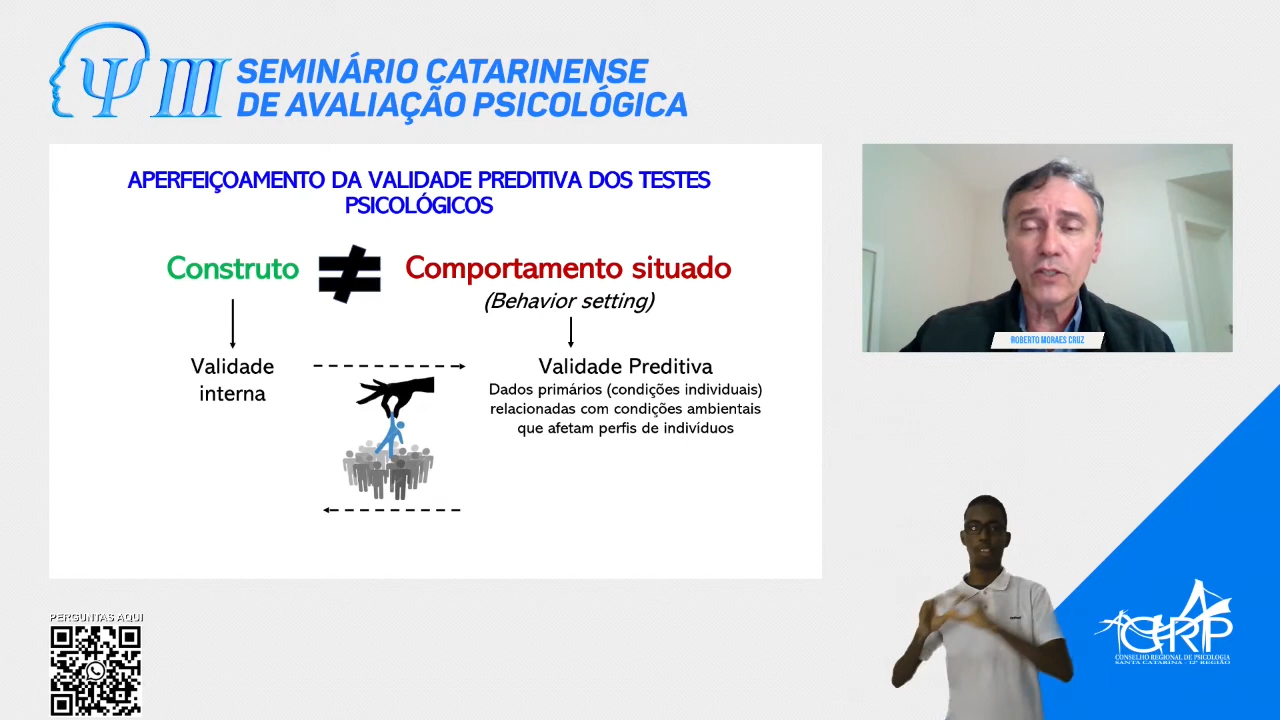 Ψ III SEMINÁRIO CATARINENSE
DE AVALIAÇÃO PSICOLÓGICA
APERFEIÇOAMENTO DA VALIDADE PREDITIVA DOS TESTES
PSICOLÓGICOS
Construto ≠ Comportamento situado
(Behavior setting)
Validade
interna
Validade Preditiva
Dados primários (condições individuais)
relacionadas com condições ambientais
que afetam perfis de indivíduos
ROBERTO MORAES CRUZ
PERGUNTAS AQUI
CRP
CONSELHO REGIONAL DE PSICOLOGIA
SANTA CATARINA - 12ª REGIÃO